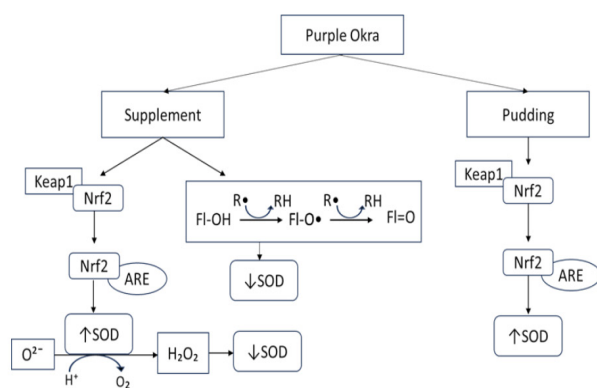 Purple Okra
Supplement
Pudding
Keap1
Nrf2
R• RH R• RH
Fl-OH Fl-O• Fl=O
Keap1
Nrf2
Nrf2
ARE
↓SOD
Nrf2
ARE
↑SOD
O²⁻
H⁺ O₂
H₂O₂
↓SOD
↑SOD